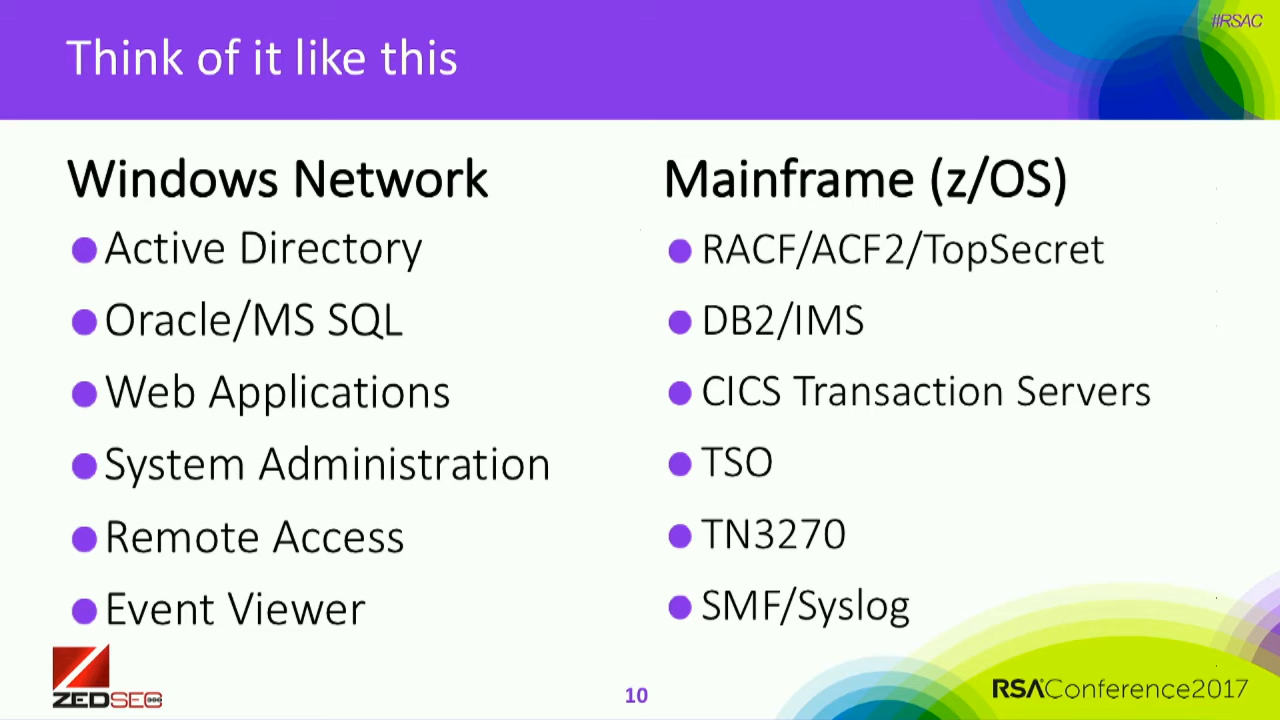 #RSAC
Think of it like this
Windows Network
Active Directory
Oracle/MS SQL
Web Applications
System Administration
Remote Access
Event Viewer
Mainframe (z/OS)
RACF/ACF2/TopSecret
DB2/IMS
CICS Transaction Servers
TSO
TN3270
SMF/Syslog
ZEDSEC
10
RSAConference2017